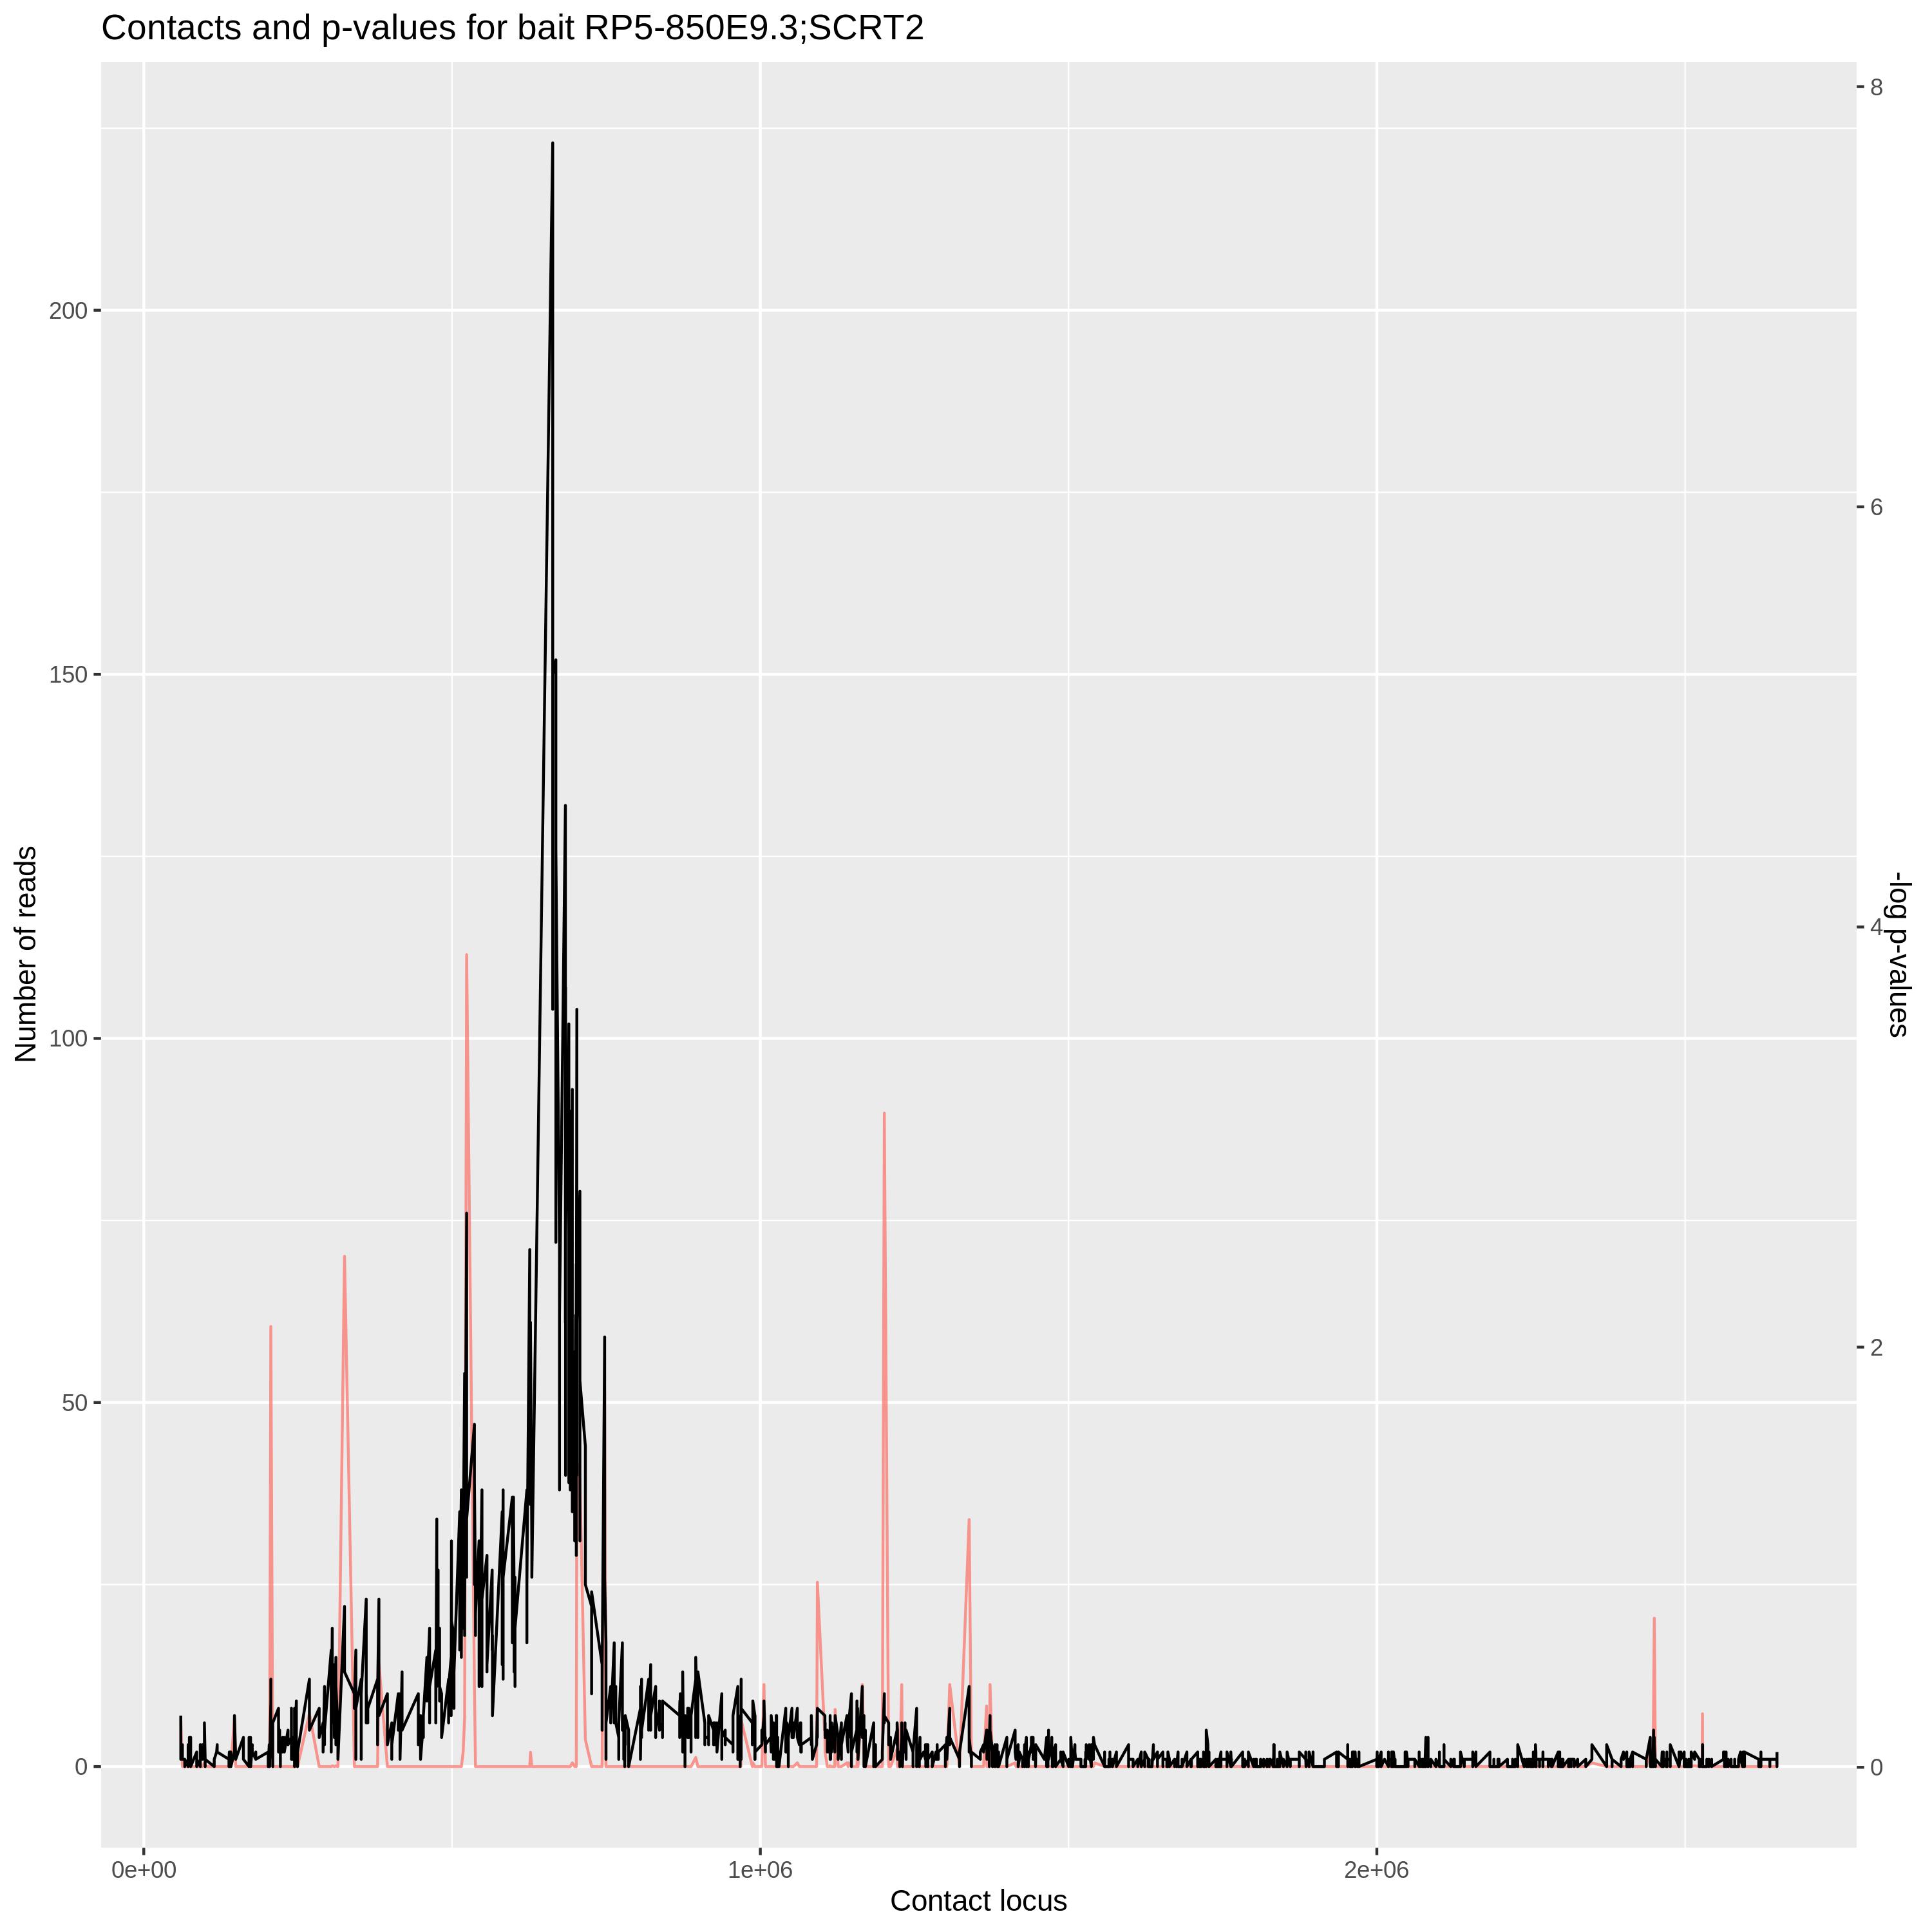 Contacts and p-values for bait RP5-850E9.3;SCRT2
Number of reads
200
150
100
50
0
8
6
4
2
0
-log p-values
0e+00
1e+06
2e+06
Contact locus